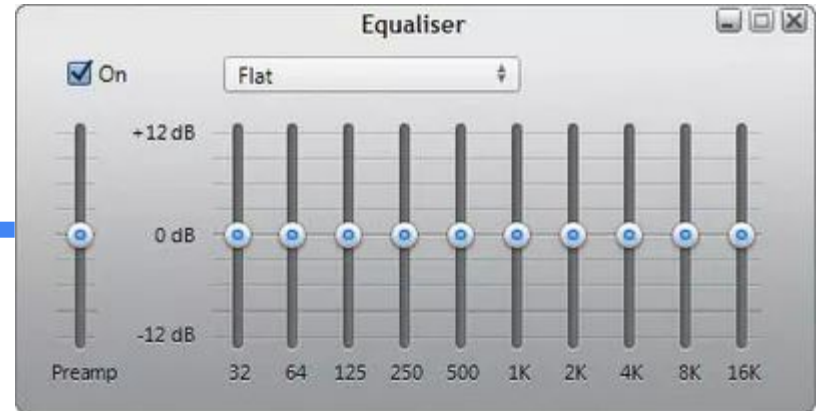 Equaliser
On
Flat
+12 dB
0 dB
-12 dB
Preamp 32 64 125 250 500 1K 2K 4K 8K 16K